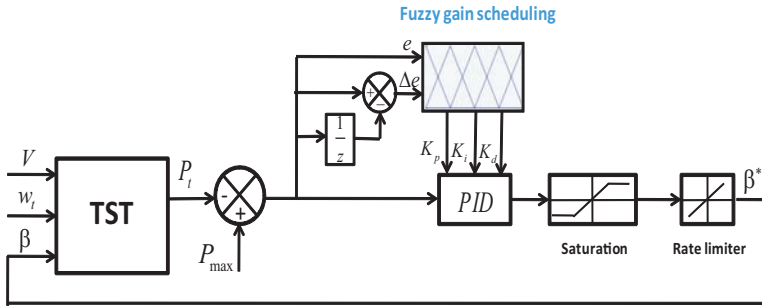 Fuzzy gain scheduling
e
+
−
Δe
1
z
K_p
K_i
K_d
V
w_t
β
TST
P_t
-
+
P_max
PID
Saturation
Rate limiter
β*